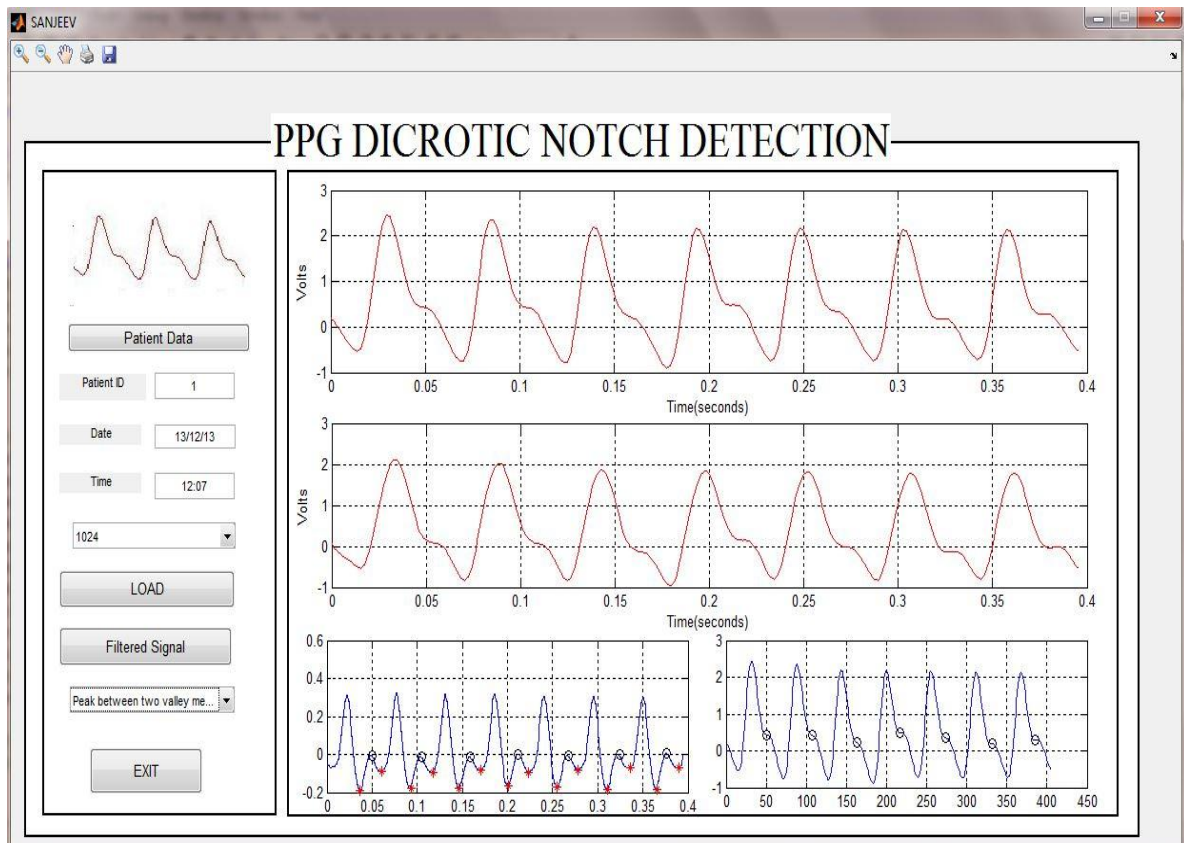 SANJEEV
X
PPG DICROTIC NOTCH DETECTION
Patient Data
Patient ID
1
Date
13/12/13
Time
12:07
1024
LOAD
Filtered Signal
Peak between two valley me...
EXIT
3
2
1
0
-1
Volts
0 0.05 0.1 0.15 0.2 0.25 0.3 0.35 0.4
Time(seconds)
3
2
1
0
-1
Volts
0 0.05 0.1 0.15 0.2 0.25 0.3 0.35 0.4
Time(seconds)
0.6
0.4
0.2
0
-0.2
0 0.05 0.1 0.15 0.2 0.25 0.3 0.35 0.4
3
2
1
0
-1
0 50 100 150 200 250 300 350 400 450